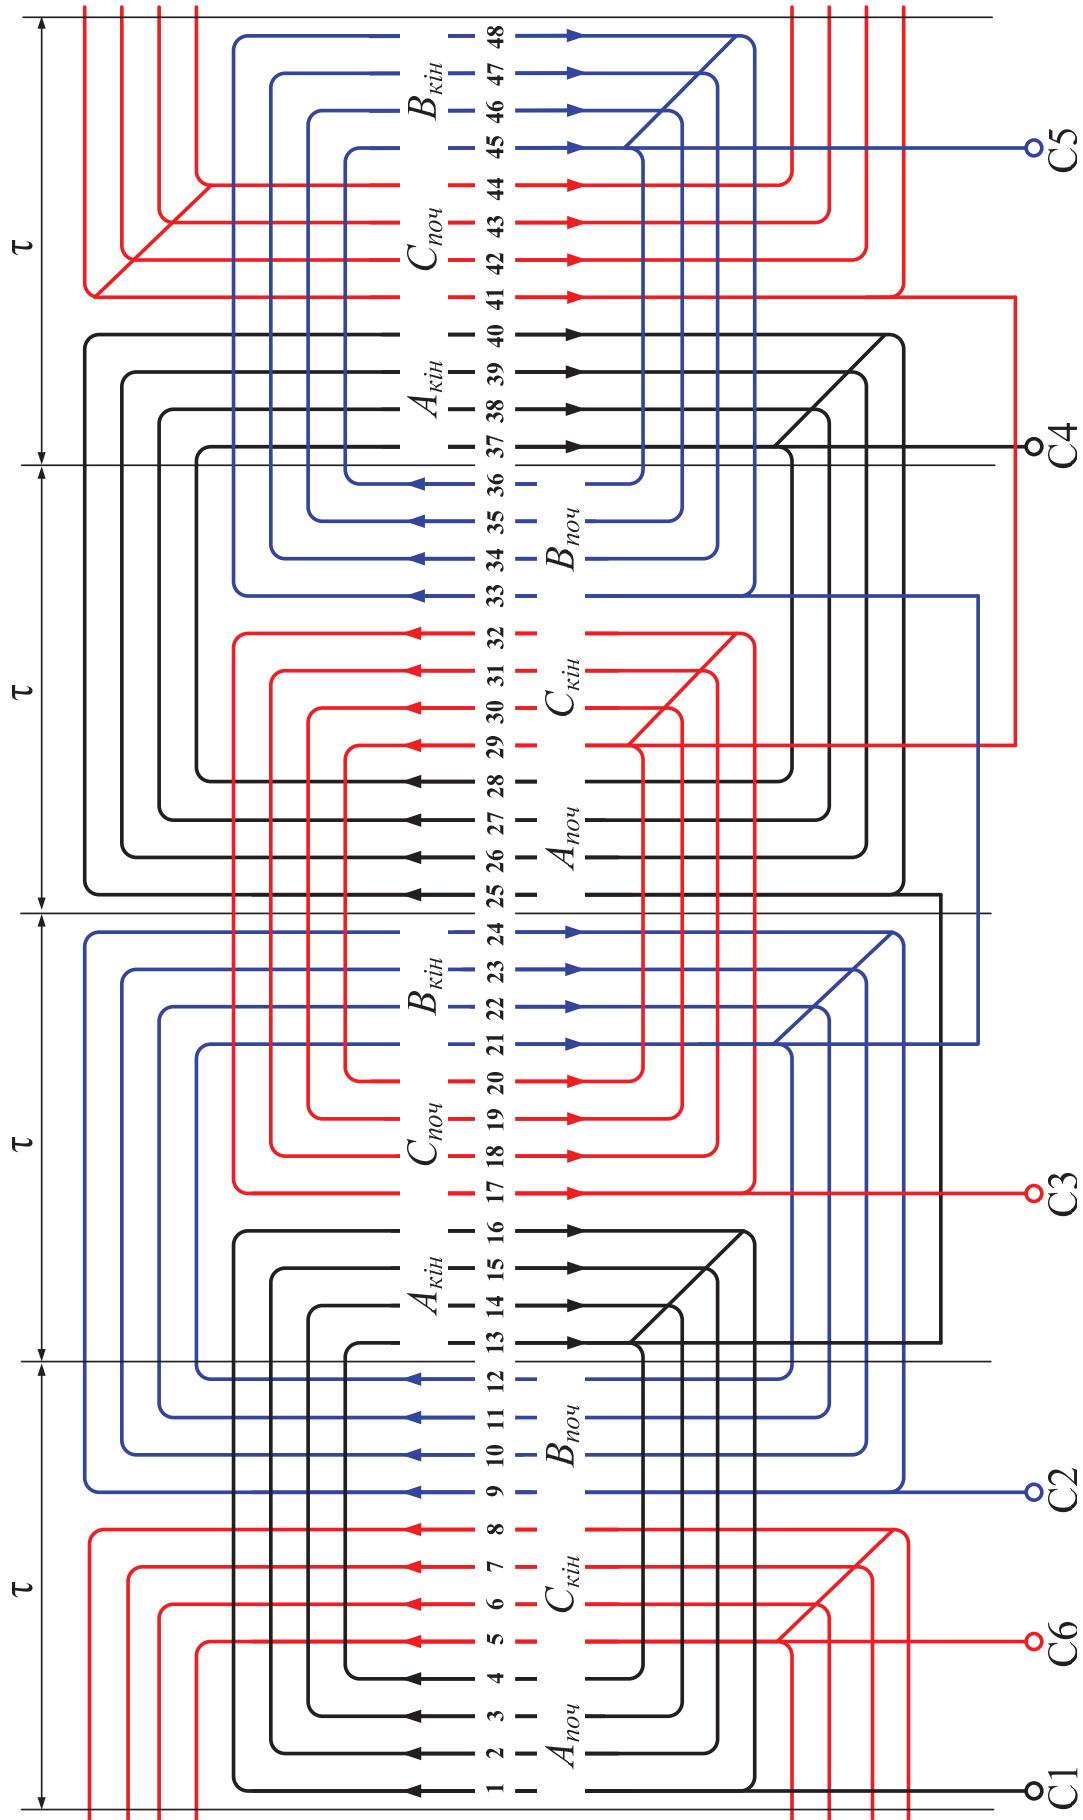 τ τ τ τ
Aкін Cпоч Bкін Aкін Cпоч Bкін
1 2 3 4 5 6 7 8 9 10 11 12 13 14 15 16 17 18 19 20 21 22 23 24 25 26 27 28 29 30 31 32 33 34 35 36 37 38 39 40 41 42 43 44 45 46 47 48
Aпоч Cкін Bпоч Aпоч Cкін Bпоч
C1 C6 C2 C3 C4 C5